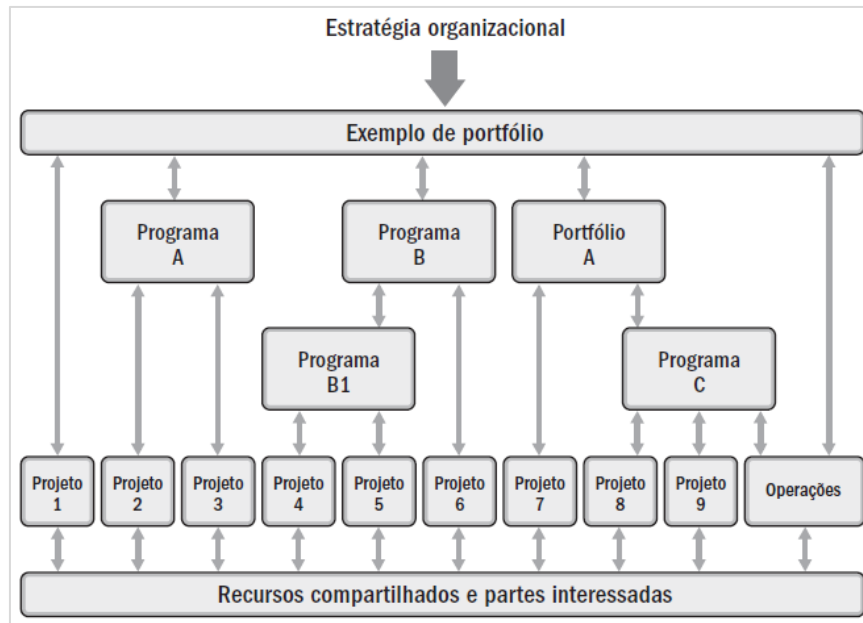 Estratégia organizacional
Exemplo de portfólio
Programa
A
Programa
B
Portfólio
A
Programa
B1
Programa
C
Projeto
1
Projeto
2
Projeto
3
Projeto
4
Projeto
5
Projeto
6
Projeto
7
Projeto
8
Projeto
9
Operações
Recursos compartilhados e partes interessadas